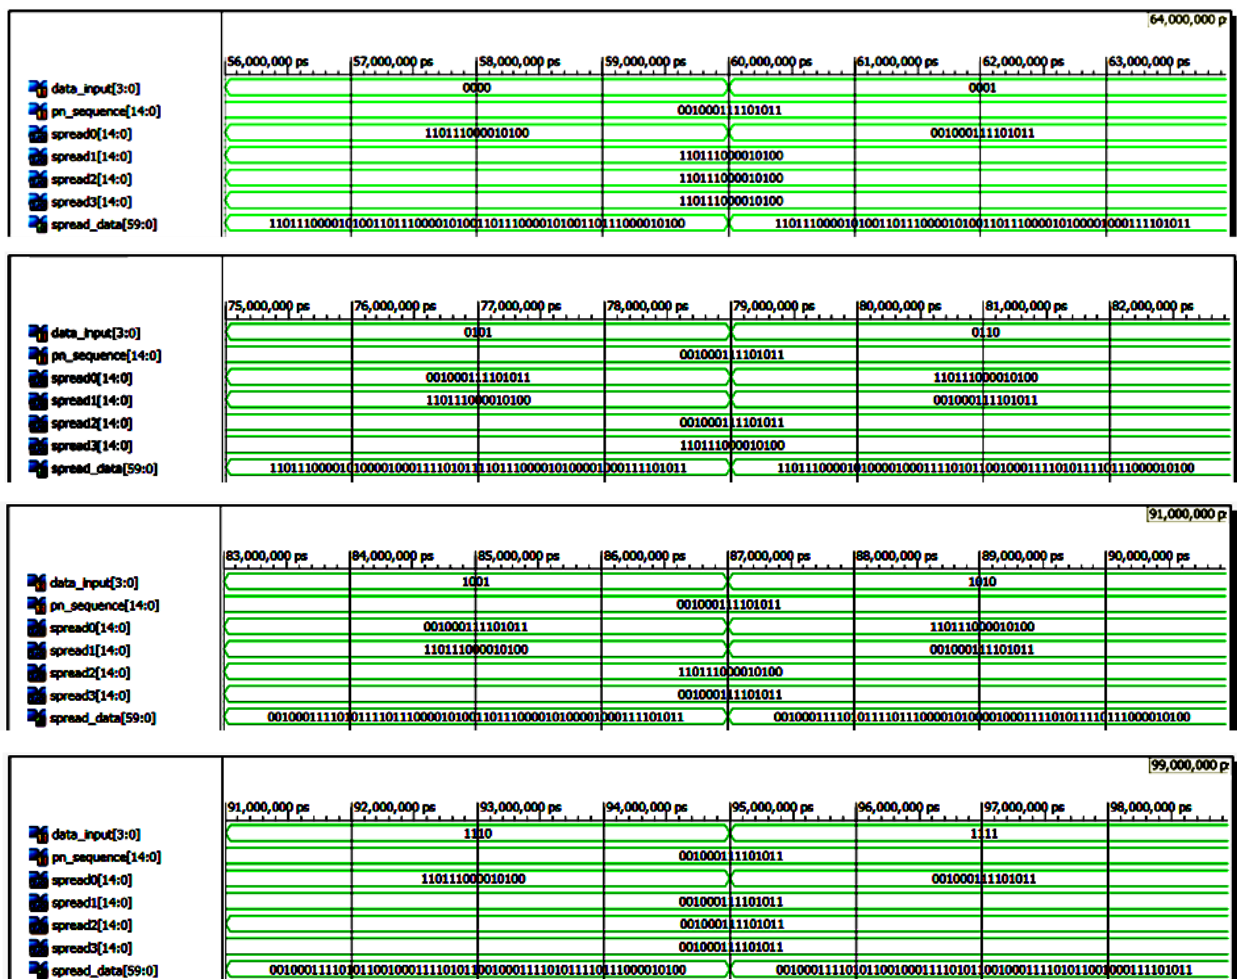 64,000,000 p
56,000,000 ps 57,000,000 ps 58,000,000 ps 59,000,000 ps 60,000,000 ps 61,000,000 ps 62,000,000 ps 63,000,000 ps
data_input[3:0] 0000 0001
pn_sequence[14:0] 001000111101011
spread0[14:0] 110111000010100 001000111101011
spread1[14:0] 110111000010100
spread2[14:0] 110111000010100
spread3[14:0] 110111000010100
spread_data[59:0] 110111000010100110111000010100110111000010100110111000010100 110111000010100110111000010100110111000010100001000111101011
75,000,000 ps 76,000,000 ps 77,000,000 ps 78,000,000 ps 79,000,000 ps 80,000,000 ps 81,000,000 ps 82,000,000 ps
data_input[3:0] 0101 0110
pn_sequence[14:0] 001000111101011
spread0[14:0] 001000111101011 110111000010100
spread1[14:0] 110111000010100 001000111101011
spread2[14:0] 001000111101011
spread3[14:0] 110111000010100
spread_data[59:0] 110111000010100001000111101011110111000010100001000111101011 110111000010100001000111101011001000111101011110111000010100
91,000,000 p
83,000,000 ps 84,000,000 ps 85,000,000 ps 86,000,000 ps 87,000,000 ps 88,000,000 ps 89,000,000 ps 90,000,000 ps
data_input[3:0] 1001 1010
pn_sequence[14:0] 001000111101011
spread0[14:0] 001000111101011 110111000010100
spread1[14:0] 110111000010100 001000111101011
spread2[14:0] 110111000010100
spread3[14:0] 001000111101011
spread_data[59:0] 001000111101011110111000010100110111000010100001000111101011 001000111101011110111000010100001000111101011110111000010100
99,000,000 p
91,000,000 ps 92,000,000 ps 93,000,000 ps 94,000,000 ps 95,000,000 ps 96,000,000 ps 97,000,000 ps 98,000,000 ps
data_input[3:0] 1110 1111
pn_sequence[14:0] 001000111101011
spread0[14:0] 110111000010100 001000111101011
spread1[14:0] 001000111101011
spread2[14:0] 001000111101011
spread3[14:0] 001000111101011
spread_data[59:0] 001000111101011001000111101011001000111101011110111000010100 001000111101011001000111101011001000111101011001000111101011